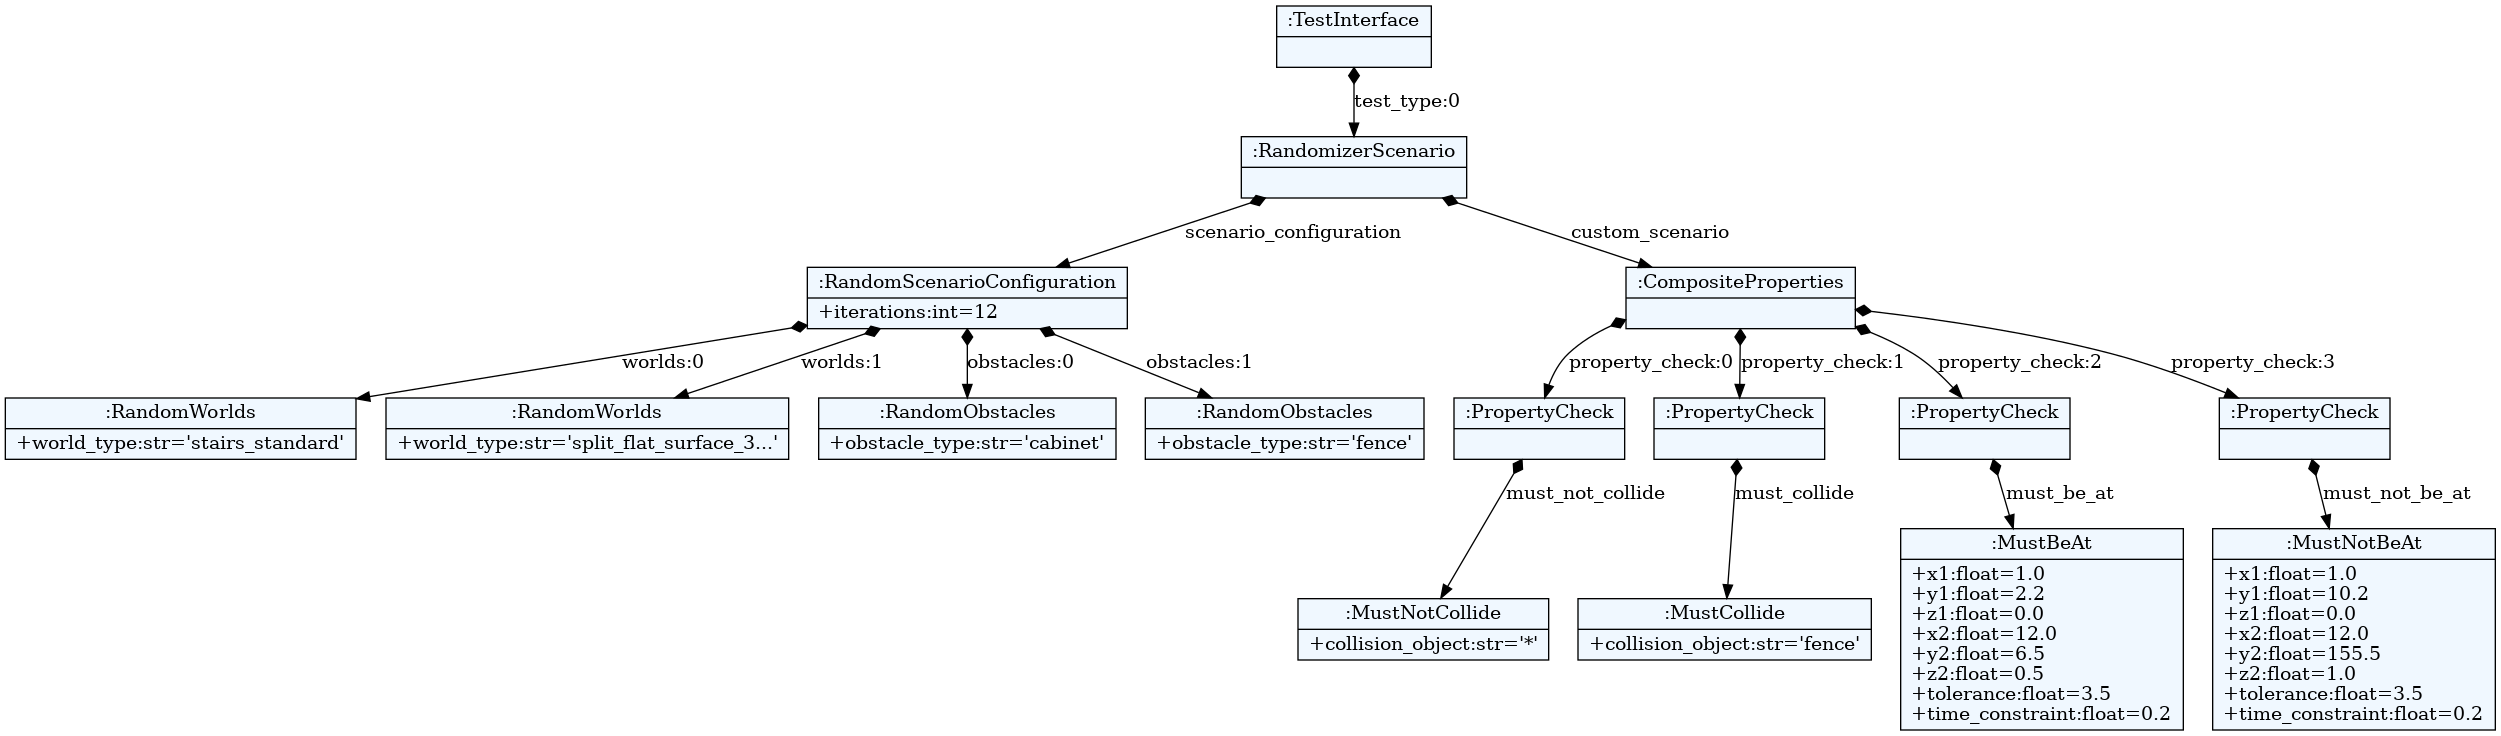 :TestInterface
test_type:0
:RandomizerScenario
scenario_configuration
custom_scenario
:RandomScenarioConfiguration
+iterations:int=12
:CompositeProperties
worlds:0
worlds:1
obstacles:0
obstacles:1
property_check:0
property_check:1
property_check:2
property_check:3
:RandomWorlds
+world_type:str='stairs_standard'
:RandomWorlds
+world_type:str='split_flat_surface_3...'
:RandomObstacles
+obstacle_type:str='cabinet'
:RandomObstacles
+obstacle_type:str='fence'
:PropertyCheck
:PropertyCheck
:PropertyCheck
:PropertyCheck
must_not_collide
must_collide
must_be_at
must_not_be_at
:MustNotCollide
+collision_object:str='*'
:MustCollide
+collision_object:str='fence'
:MustBeAt
+x1:float=1.0
+y1:float=2.2
+z1:float=0.0
+x2:float=12.0
+y2:float=6.5
+z2:float=0.5
+tolerance:float=3.5
+time_constraint:float=0.2
:MustNotBeAt
+x1:float=1.0
+y1:float=10.2
+z1:float=0.0
+x2:float=12.0
+y2:float=155.5
+z2:float=1.0
+tolerance:float=3.5
+time_constraint:float=0.2